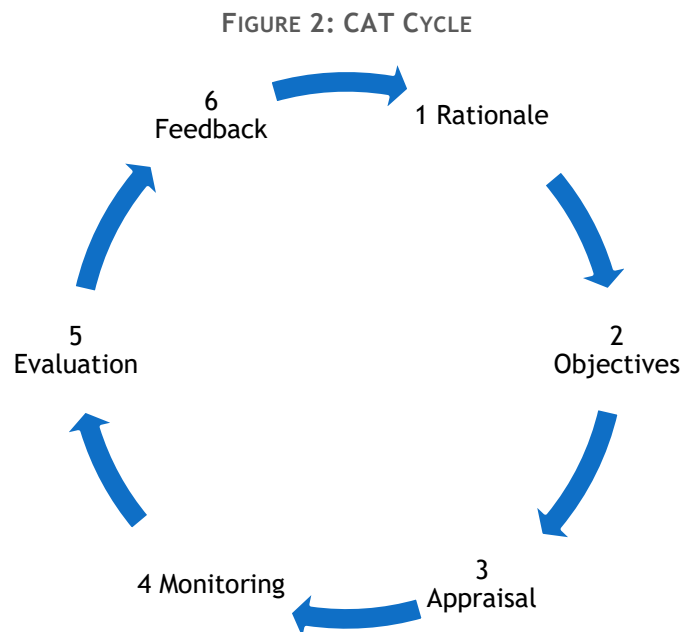 FIGURE 2: CAT CYCLE
1 Rationale
2
Objectives
3
Appraisal
4 Monitoring
5
Evaluation
6
Feedback